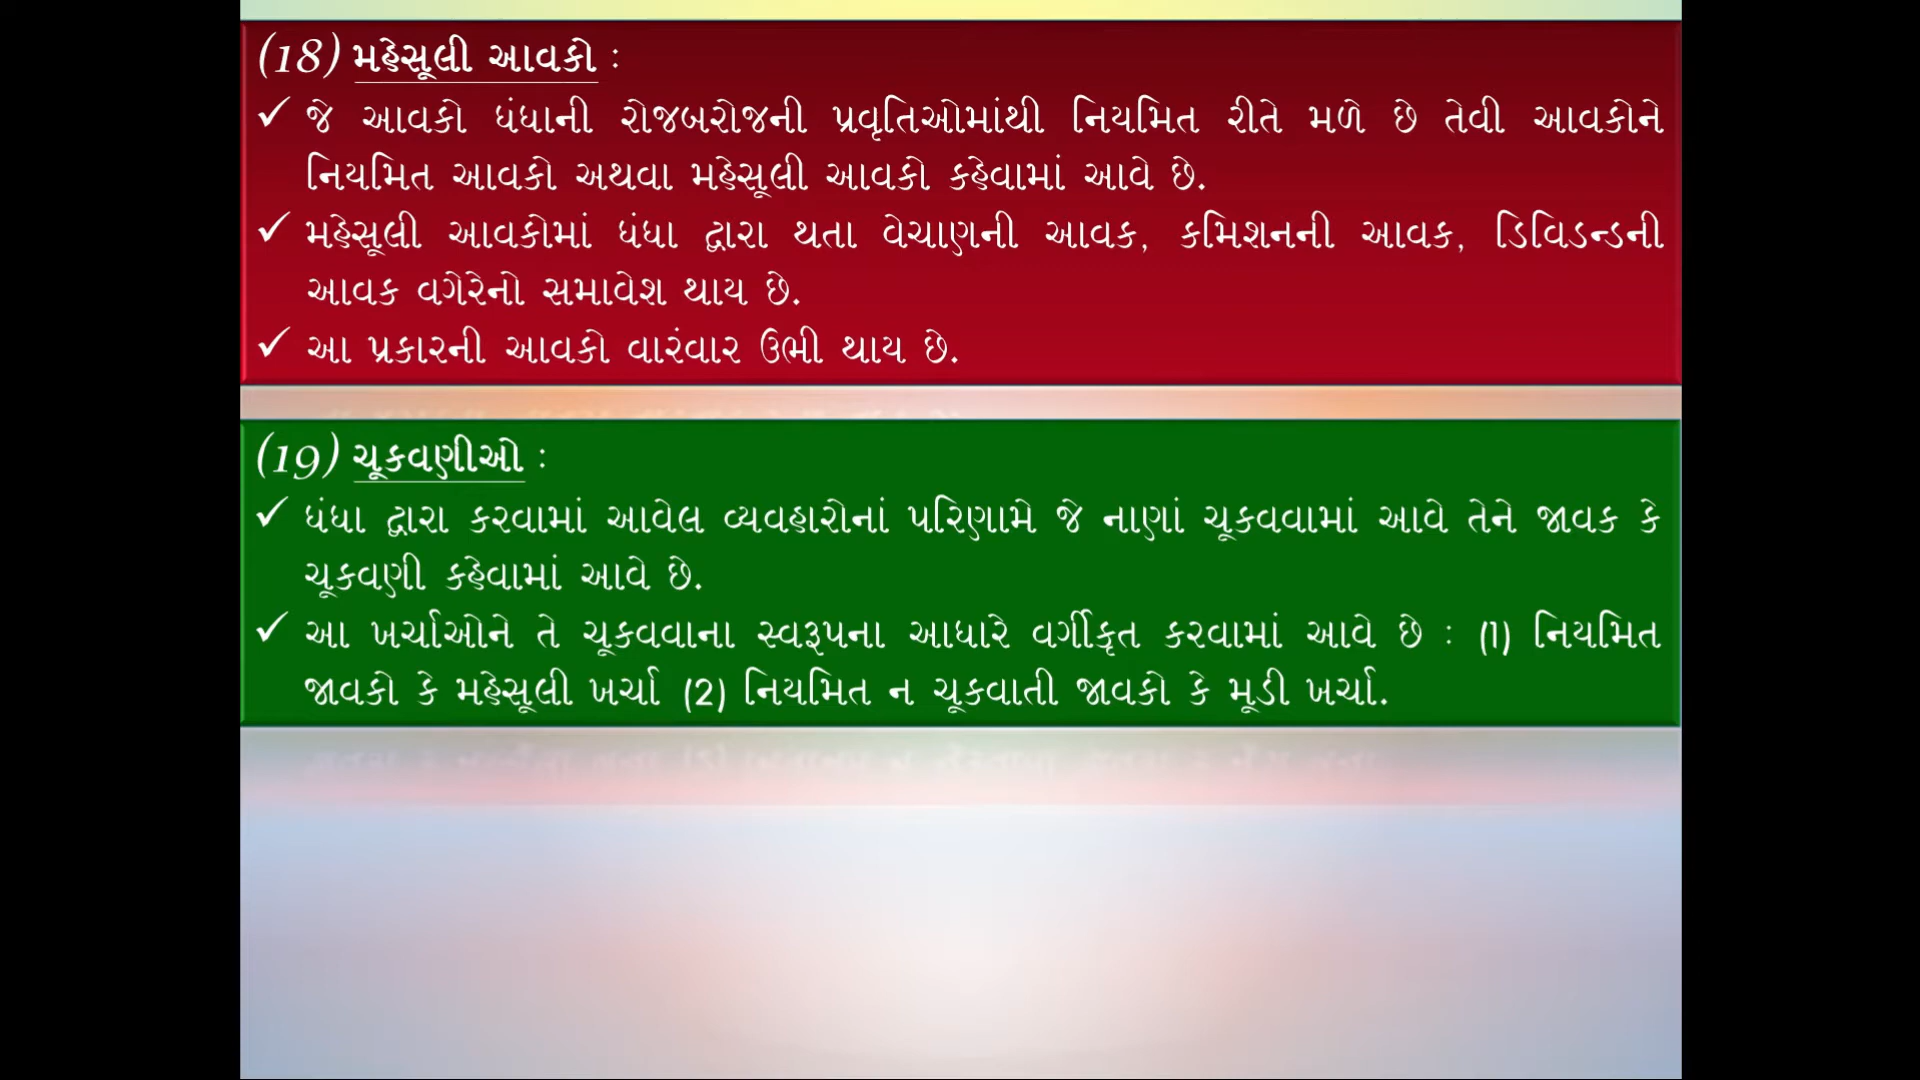 (18) મહેસૂલી આવકો :
✓ જે આવકો ધંધાની રોજબરોજની પ્રવૃતિઓમાંથી નિયમિત રીતે મળે છે તેવી આવકોને
નિયમિત આવકો અથવા મહેસૂલી આવકો કહેવામાં આવે છે.
✓ મહેસૂલી આવકોમાં ધંધા દ્વારા થતા વેચાણની આવક, કમિશનની આવક, ડિવિડન્ડની
આવક વગેરેનો સમાવેશ થાય છે.
✓ આ પ્રકારની આવકો વારંવાર ઉભી થાય છે.
(19) ચૂકવણીઓ :
✓ ધંધા દ્વારા કરવામાં આવેલ વ્યવહારોનાં પરિણામે જે નાણાં ચૂકવવામાં આવે તેને જાવક કે
ચૂકવણી કહેવામાં આવે છે.
✓ આ ખર્ચાઓને તે ચૂકવવાના સ્વરૂપના આધારે વર્ગીકૃત કરવામાં આવે છે : (1) નિયમિત
જાવકો કે મહેસૂલી ખર્ચા (2) નિયમિત ન ચૂકવાતી જાવકો કે મૂડી ખર્ચા.